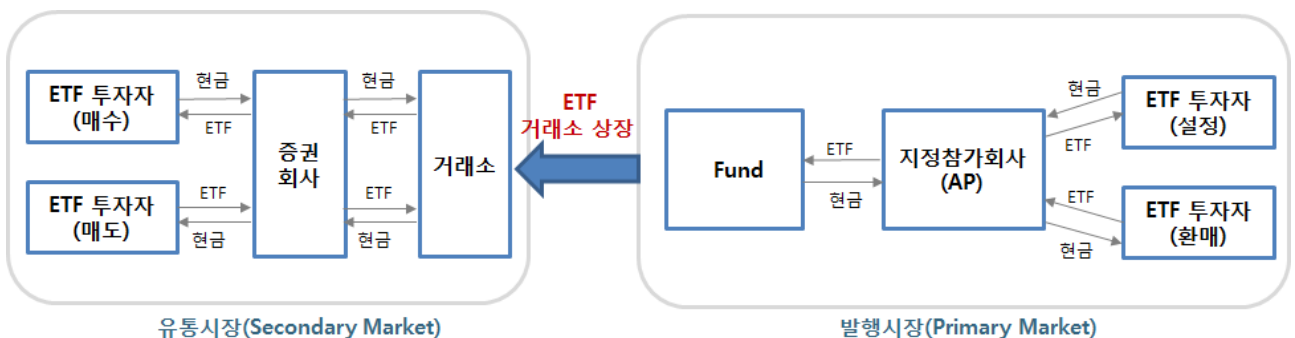 ETF 투자자
(매수)
현금
ETF
증권
회사
현금
ETF
거래소
ETF 투자자
(매도)
ETF
현금
ETF
현금
유통시장(Secondary Market)
ETF
거래소 상장
Fund
ETF
현금
지정참가회사
(AP)
현금
ETF
ETF 투자자
(설정)
ETF
현금
ETF 투자자
(환매)
발행시장(Primary Market)